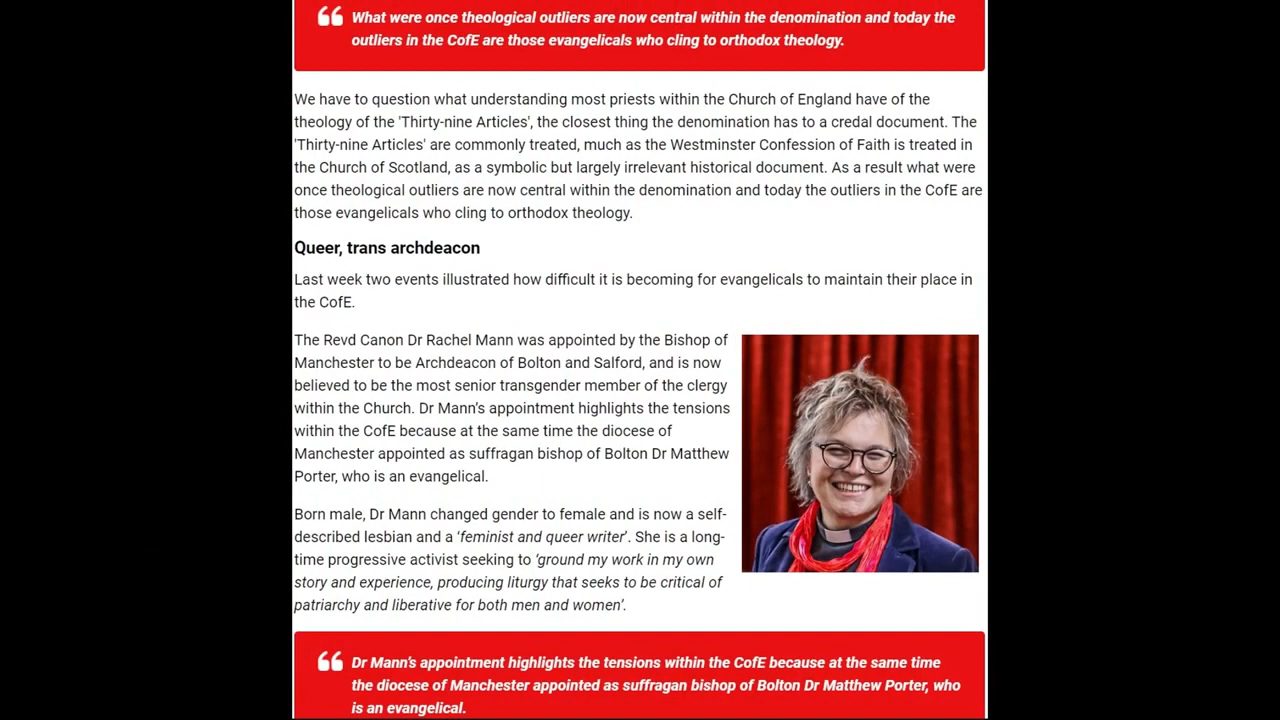 What were once theological outliers are now central within the denomination and today the
outliers in the CofE are those evangelicals who cling to orthodox theology.
We have to question what understanding most priests within the Church of England have of the
theology of the 'Thirty-nine Articles', the closest thing the denomination has to a credal document. The
'Thirty-nine Articles' are commonly treated, much as the Westminster Confession of Faith is treated in
the Church of Scotland, as a symbolic but largely irrelevant historical document. As a result what were
once theological outliers are now central within the denomination and today the outliers in the CofE are
those evangelicals who cling to orthodox theology.
Queer, trans archdeacon
Last week two events illustrated how difficult it is becoming for evangelicals to maintain their place in
the CofE.
The Revd Canon Dr Rachel Mann was appointed by the Bishop of
Manchester to be Archdeacon of Bolton and Salford, and is now
believed to be the most senior transgender member of the clergy
within the Church. Dr Mann’s appointment highlights the tensions
within the CofE because at the same time the diocese of
Manchester appointed as suffragan bishop of Bolton Dr Matthew
Porter, who is an evangelical.
Born male, Dr Mann changed gender to female and is now a self-
described lesbian and a ‘feminist and queer writer’. She is a long-
time progressive activist seeking to ‘ground my work in my own
story and experience, producing liturgy that seeks to be critical of
patriarchy and liberative for both men and women’.
Dr Mann’s appointment highlights the tensions within the CofE because at the same time
the diocese of Manchester appointed as suffragan bishop of Bolton Dr Matthew Porter, who
is an evangelical.